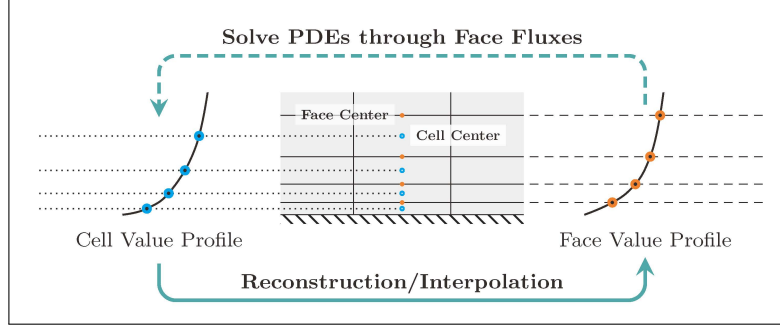 Solve PDEs through Face Fluxes
Face Center
Cell Center
Cell Value Profile
Face Value Profile
Reconstruction/Interpolation